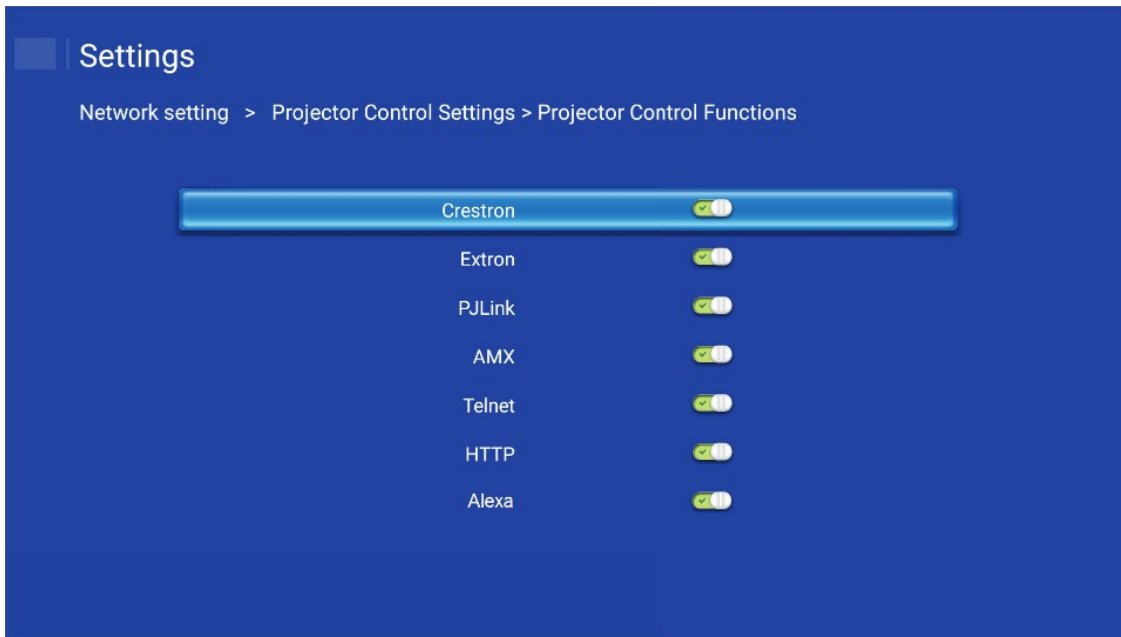 Settings
Network setting > Projector Control Settings > Projector Control Functions
Crestron
Extron
PJLink
AMX
Telnet
HTTP
Alexa